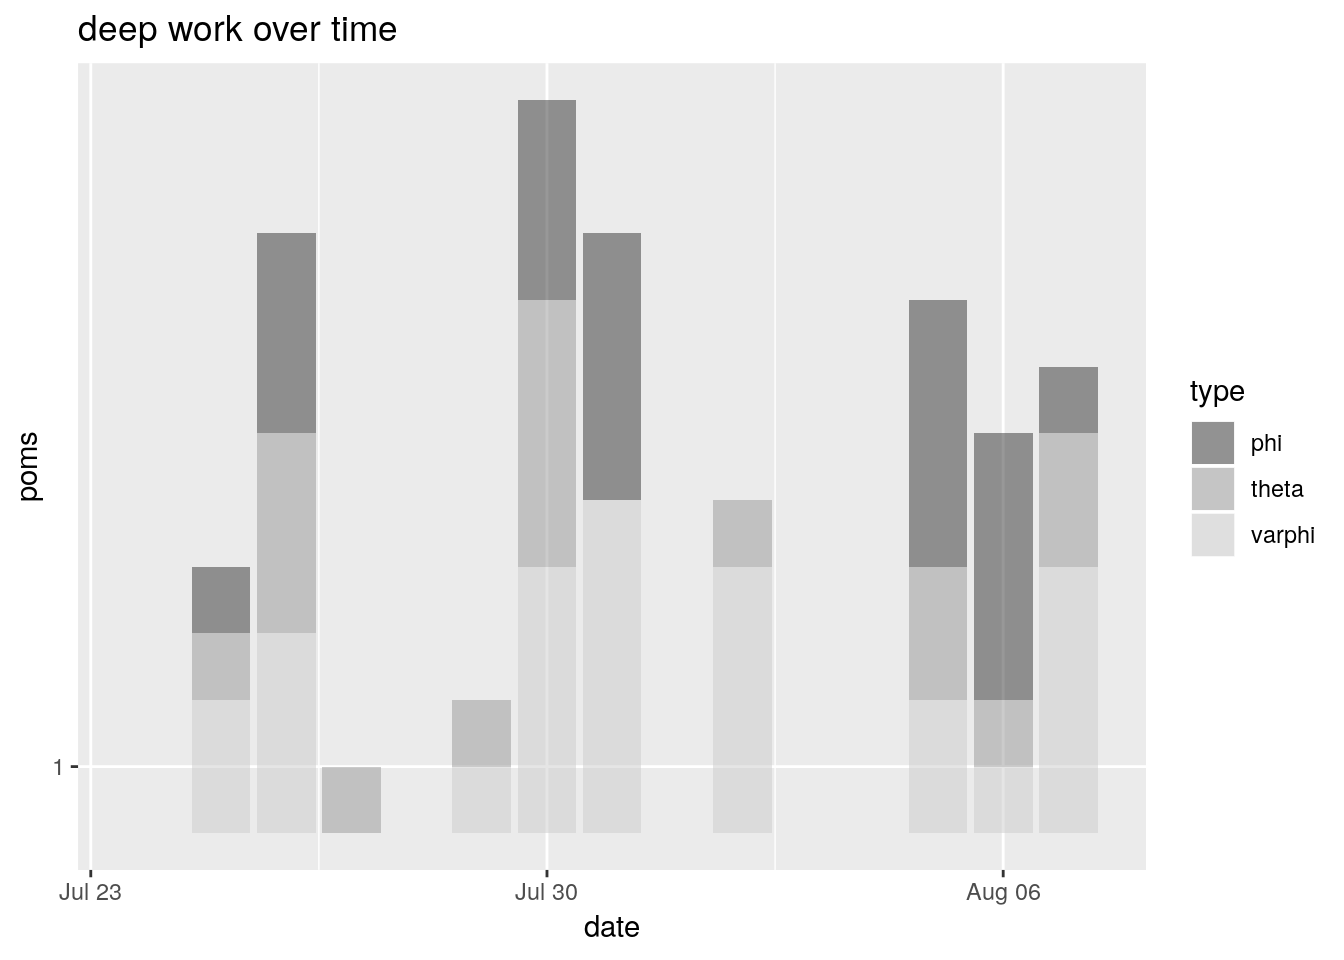 deep work over time
poms
1
Jul 23
Jul 30
Aug 06
date
type
phi
theta
varphi